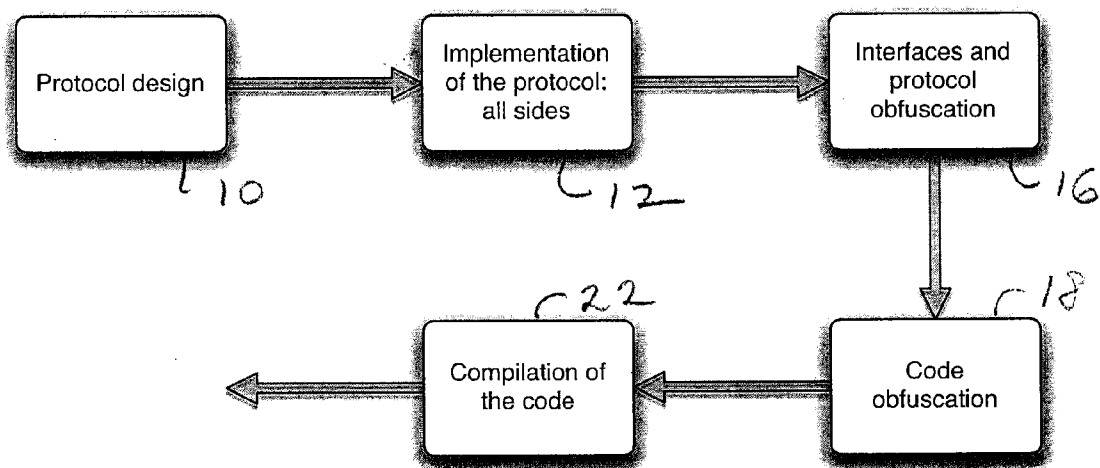 Protocol design
10
Implementation
of the protocol:
all sides
12
Interfaces and
protocol
obfuscation
16
22
Compilation of
the code
18
Code
obfuscation